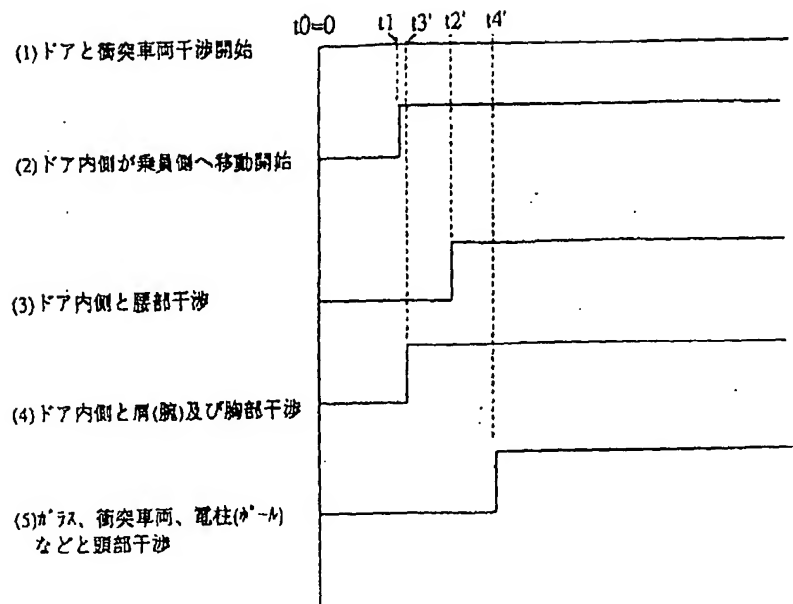 t0=0 t1 t3' t2' t4'
(1)ドアと衝突車両干渉開始
(2)ドア内側が乗員側へ移動開始
(3)ドア内側と腰部干渉
(4)ドア内側と肩(腕)及び胸部干渉
(5)ガラス、衝突車両、電柱(ポール)
などと頭部干渉